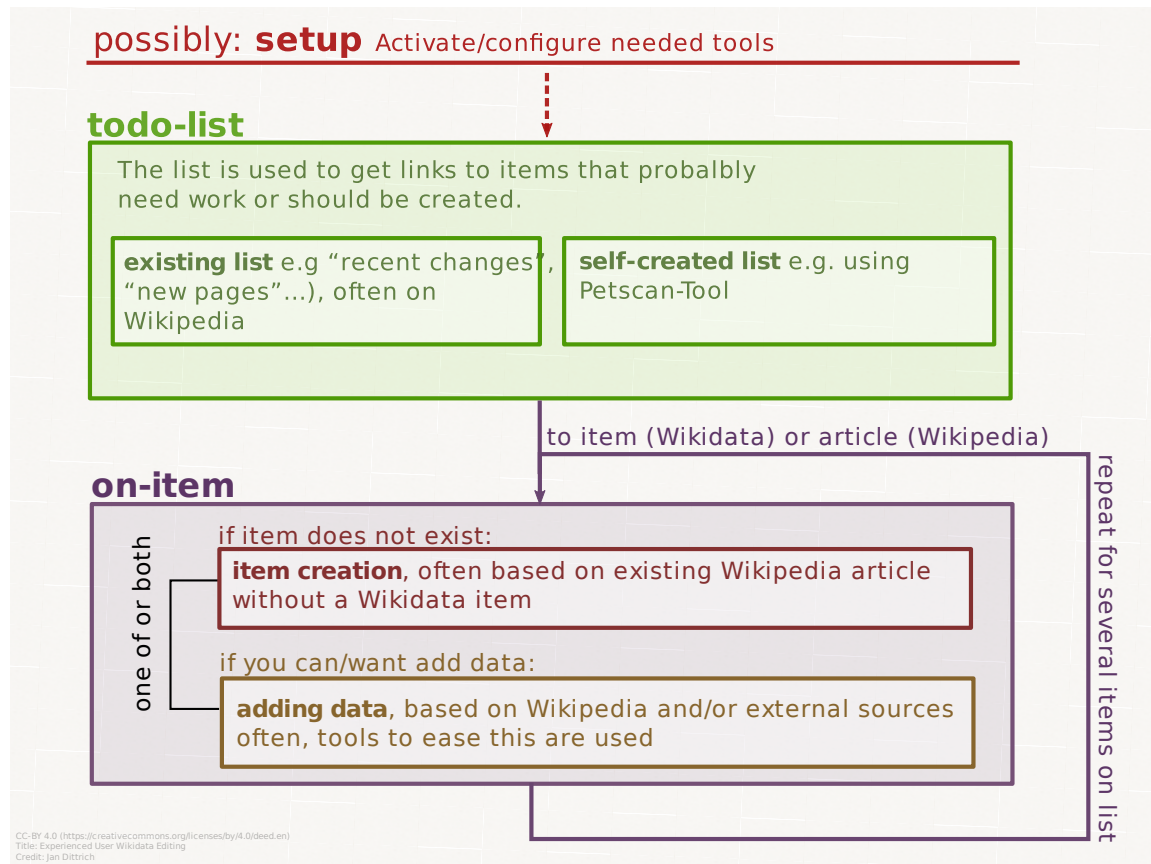 possibly: setup Activate/configure needed tools
todo-list
The list is used to get links to items that probalbly
need work or should be created.
existing list e.g “recent changes”,
“new pages”...), often on
Wikipedia
self-created list e.g. using
Petscan-Tool
to item (Wikidata) or article (Wikipedia)
repeat for several items on list
on-item
one of or both
if item does not exist:
item creation, often based on existing Wikipedia article
without a Wikidata item
if you can/want add data:
adding data, based on Wikipedia and/or external sources
often, tools to ease this are used
CC-BY 4.0 (https://creativecommons.org/licenses/by/4.0/deed.en)
Title: Experienced User Wikidata Editing
Credit: Jan Dittrich